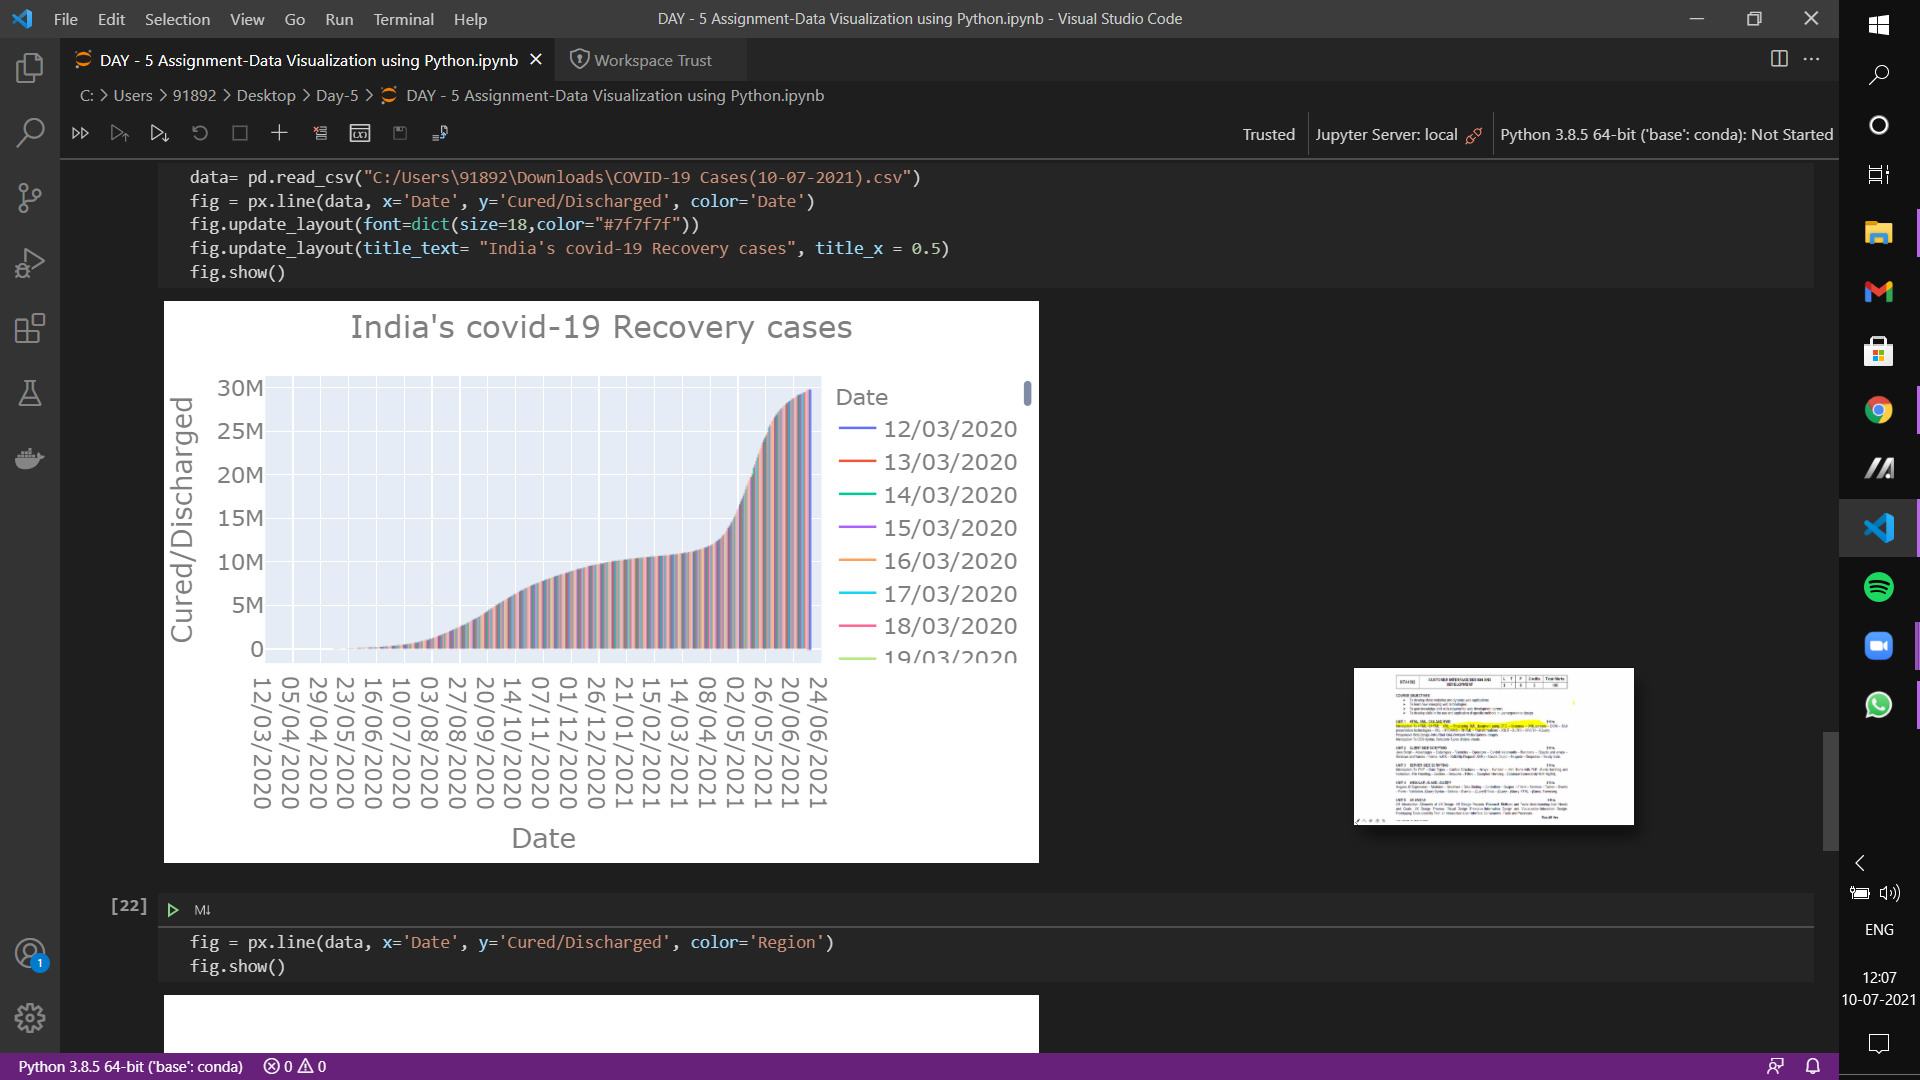 File Edit Selection View Go Run Terminal Help
DAY - 5 Assignment-Data Visualization using Python.ipynb - Visual Studio Code
DAY - 5 Assignment-Data Visualization using Python.ipynb
Workspace Trust
C: > Users > 91892 > Desktop > Day-5 > DAY - 5 Assignment-Data Visualization using Python.ipynb
Trusted
Jupyter Server: local
Python 3.8.5 64-bit ('base': conda): Not Started
data= pd.read_csv("C:/Users\91892\Downloads\COVID-19 Cases(10-07-2021).csv")
fig = px.line(data, x='Date', y='Cured/Discharged', color='Date')
fig.update_layout(font=dict(size=18,color="#7f7f7f"))
fig.update_layout(title_text= "India's covid-19 Recovery cases", title_x = 0.5)
fig.show()
India's covid-19 Recovery cases
Cured/Discharged
30M
25M
20M
15M
10M
5M
0
12/03/2020
05/04/2020
29/04/2020
23/05/2020
16/06/2020
10/07/2020
03/08/2020
27/08/2020
20/09/2020
14/10/2020
07/11/2020
01/12/2020
26/12/2020
21/01/2021
15/02/2021
14/03/2021
08/04/2021
02/05/2021
26/05/2021
20/06/2021
24/06/2021
Date
Date
12/03/2020
13/03/2020
14/03/2020
15/03/2020
16/03/2020
17/03/2020
18/03/2020
19/03/2020
CUSTOMER INTERFACE DESIGN AND DEVELOPMENT
L T P Credits Total Marks
COURSE OBJECTIVES
[22]
M↓
fig = px.line(data, x='Date', y='Cured/Discharged', color='Region')
fig.show()
1
Python 3.8.5 64-bit ('base': conda)
0 0
ENG
12:07
10-07-2021